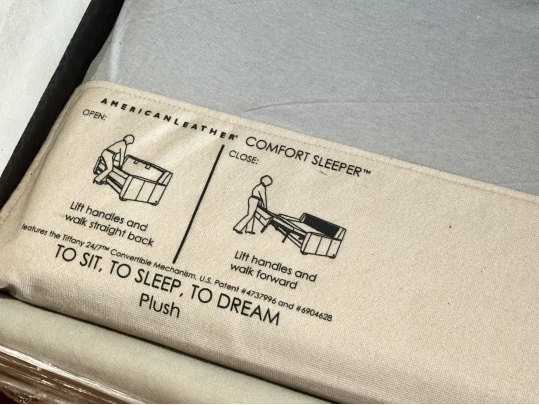 AMERICANLEATHER® COMFORT SLEEPER™
OPEN:
Lift handles and
walk straight back
CLOSE:
Lift handles and
walk forward
features the Tiffany 24/7™ Convertible Mechanism. U.S. Patent #4737996 and #6904628
TO SIT, TO SLEEP, TO DREAM
Plush